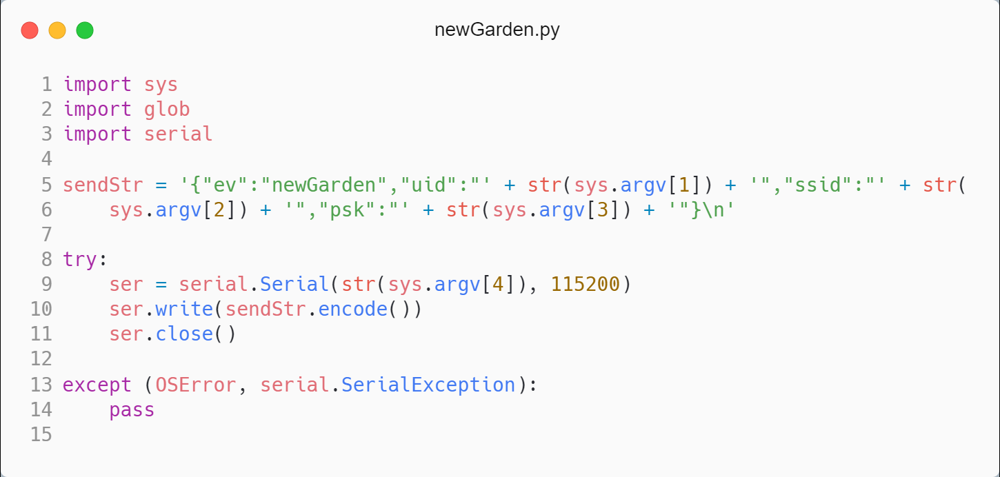 newGarden.py
1 import sys
2 import glob
3 import serial
4
5 sendStr = '{"ev":"newGarden","uid":"' + str(sys.argv[1]) + '","ssid":"' + str(
6     sys.argv[2]) + '","psk":"' + str(sys.argv[3]) + '"}\n'
7
8 try:
9     ser = serial.Serial(str(sys.argv[4]), 115200)
10     ser.write(sendStr.encode())
11     ser.close()
12
13 except (OSError, serial.SerialException):
14     pass
15